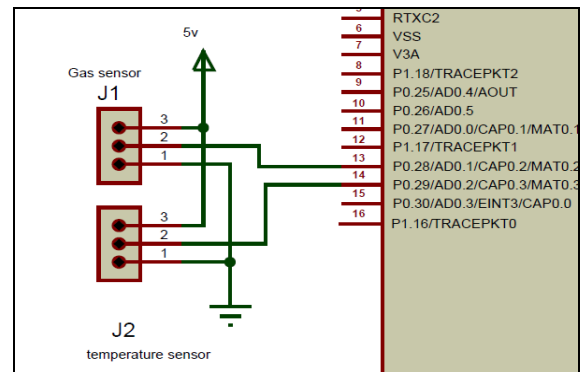 5v
Gas sensor
J1
3
2
1
3
2
1
J2
temperature sensor
5
RTXC2
6
VSS
7
V3A
8
P1.18/TRACEPKT2
9
P0.25/AD0.4/AOUT
10
P0.26/AD0.5
11
P0.27/AD0.0/CAP0.1/MAT0.1
12
P1.17/TRACEPKT1
13
P0.28/AD0.1/CAP0.2/MAT0.2
14
P0.29/AD0.2/CAP0.3/MAT0.3
15
P0.30/AD0.3/EINT3/CAP0.0
16
P1.16/TRACEPKT0